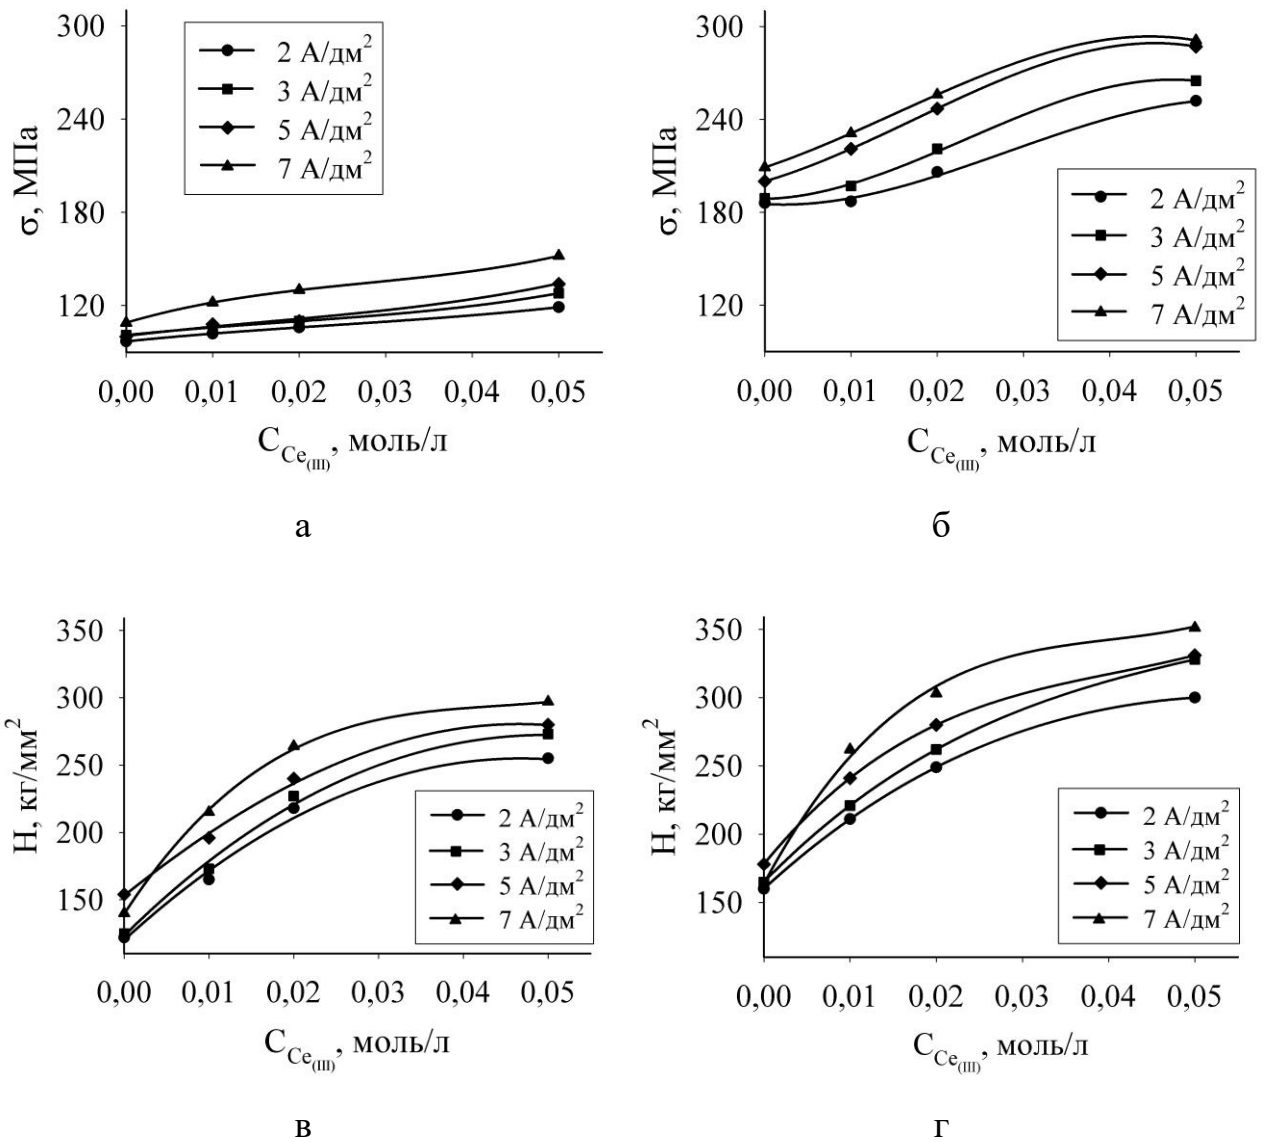 σ, МПа
300
240
180
120
2 А/дм²
3 А/дм²
5 А/дм²
7 А/дм²
0,00 0,01 0,02 0,03 0,04 0,05
C_Ce(III), моль/л
а
σ, МПа
300
240
180
120
2 А/дм²
3 А/дм²
5 А/дм²
7 А/дм²
0,00 0,01 0,02 0,03 0,04 0,05
C_Ce(III), моль/л
б
H, кг/мм²
350
300
250
200
150
2 А/дм²
3 А/дм²
5 А/дм²
7 А/дм²
0,00 0,01 0,02 0,03 0,04 0,05
C_Ce(III), моль/л
в
H, кг/мм²
350
300
250
200
150
2 А/дм²
3 А/дм²
5 А/дм²
7 А/дм²
0,00 0,01 0,02 0,03 0,04 0,05
C_Ce(III), моль/л
г